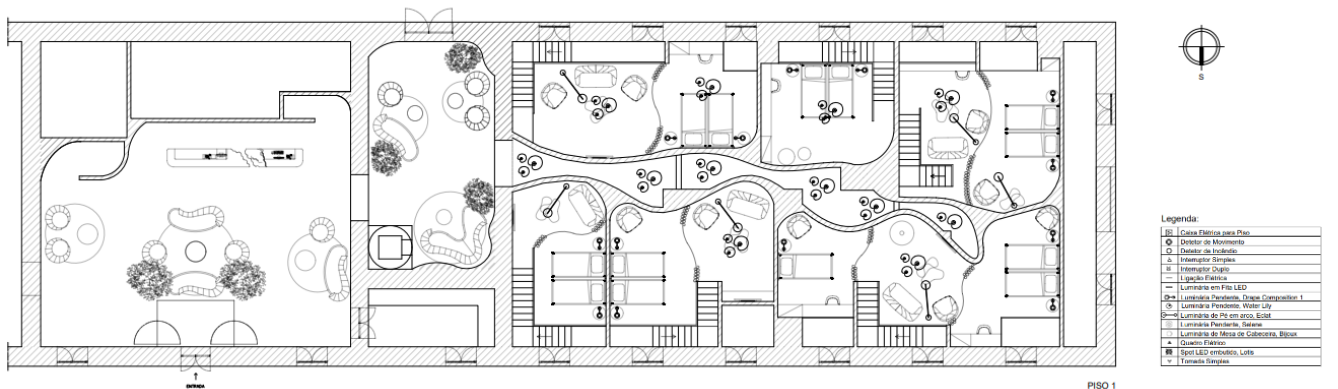 S
Legenda:
Caixa Elétrica para Piso
Detetor de Movimento
Detetor de Incêndio
Interruptor Simples
Interruptor Duplo
Ligação Elétrica
Luminária em Fita LED
Luminária Pendente, Drape Composition 1
Luminária Pendente, Water Lily
Luminária de Pé em arco, Eclat
Luminária Pendente, Selene
Luminária de Mesa de Cabeceira, Bijoux
Quadro Elétrico
Spot LED embutido, Lotis
Tomada Simples
ENTRADA
PISO 1